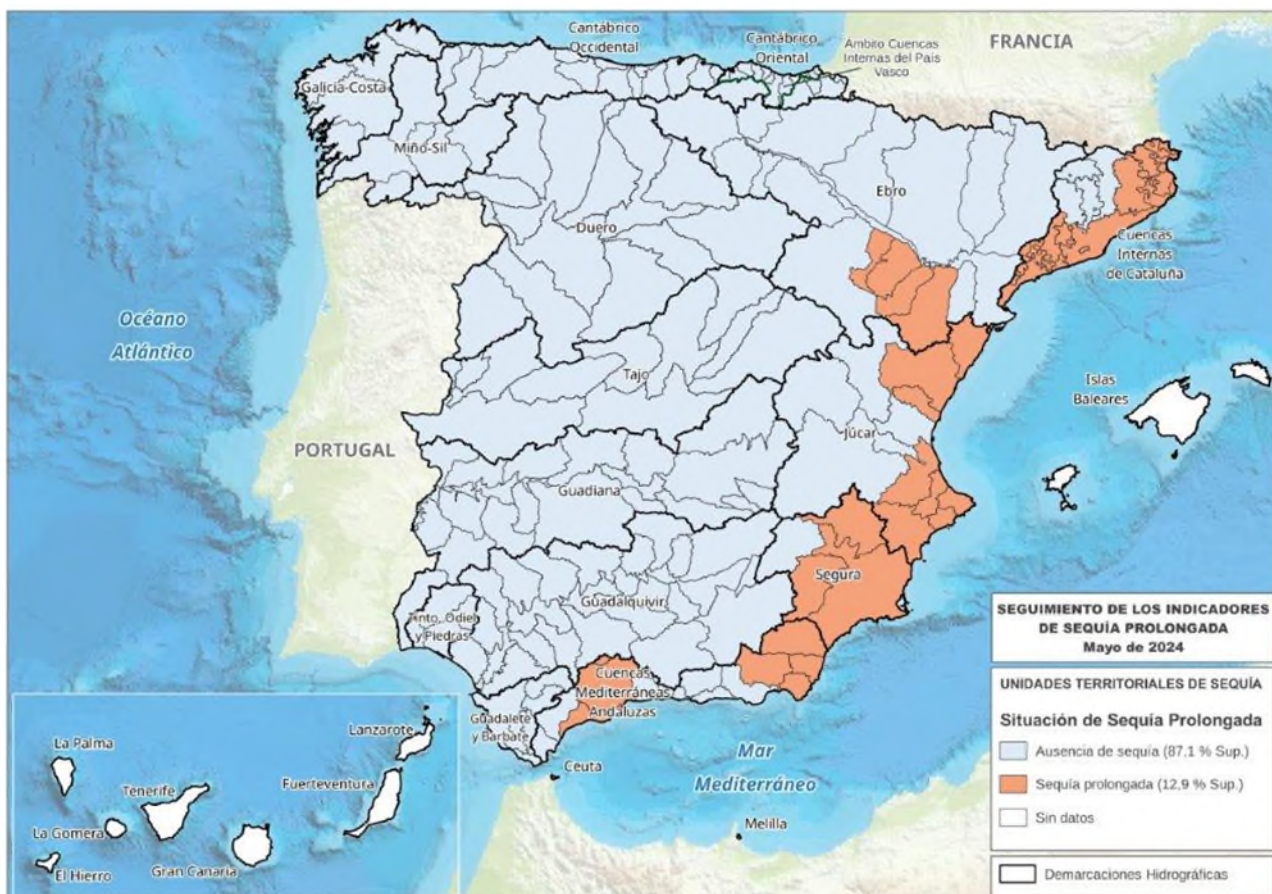 Cantábrico
Occidental
Cantábrico
Oriental
Ámbito Cuencas
Internas del País
Vasco
FRANCIA
Galicia-Costa
Miño-Sil
Ebro
Duero
Cuencas
Internas
de Cataluña
Océano
Atlántico
Tajo
Islas
Baleares
PORTUGAL
Júcar
Guadiana
Segura
Guadalquivir
Tinto, Odiel
y Piedras
Cuencas
Mediterráneas
Andaluzas
Guadalete
y Barbate
Ceuta
Mar
Mediterráneo
Melilla
La Palma
Lanzarote
Tenerife
Fuerteventura
La Gomera
El Hierro
Gran Canaria
SEGUIMIENTO DE LOS INDICADORES
DE SEQUÍA PROLONGADA
Mayo de 2024
UNIDADES TERRITORIALES DE SEQUÍA
Situación de Sequía Prolongada
Ausencia de sequía (87,1 % Sup.)
Sequía prolongada (12,9 % Sup.)
Sin datos
Demarcaciones Hidrográficas